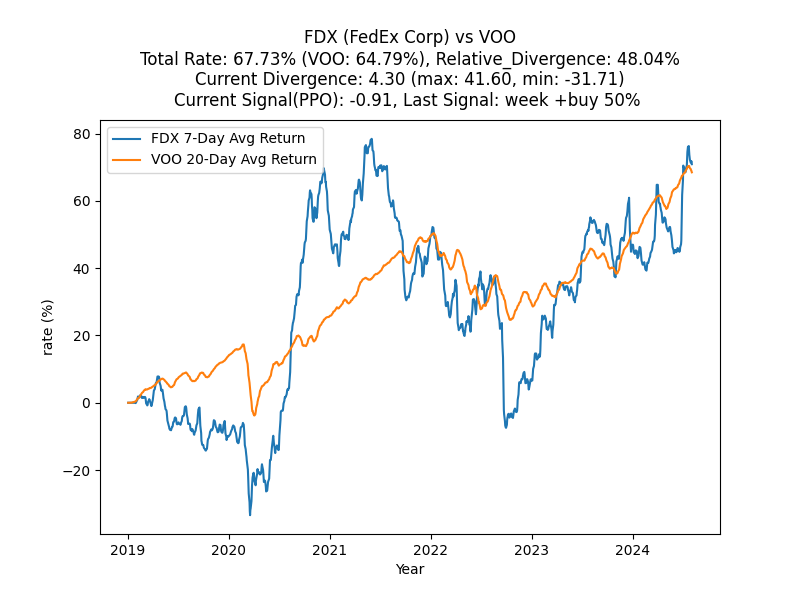 FDX (FedEx Corp) vs VOO
Total Rate: 67.73% (VOO: 64.79%), Relative_Divergence: 48.04%
Current Divergence: 4.30 (max: 41.60, min: -31.71)
Current Signal(PPO): -0.91, Last Signal: week +buy 50%
FDX 7-Day Avg Return
VOO 20-Day Avg Return
rate (%)
80
60
40
20
0
−20
2019 2020 2021 2022 2023 2024
Year